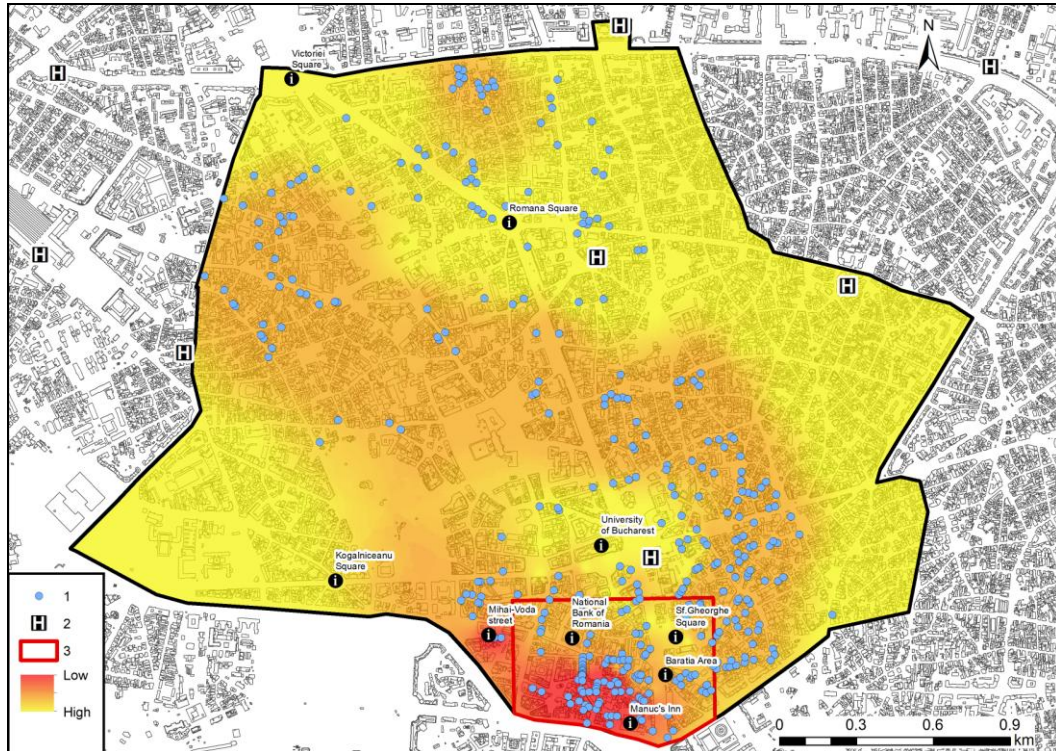 H
N
Victoriei
Square
i
H
H
Romana Square
i
H
H
H
H
University
of Bucharest
i
H
Kogalniceanu
Square
i
Mihai-Voda
street
i
National
Bank of
Romania
i
Sf.Gheorghe
Square
i
Baratia Area
i
Manuc's Inn
i
1
H 2
3
Low
High
0 0.3 0.6 0.9
km